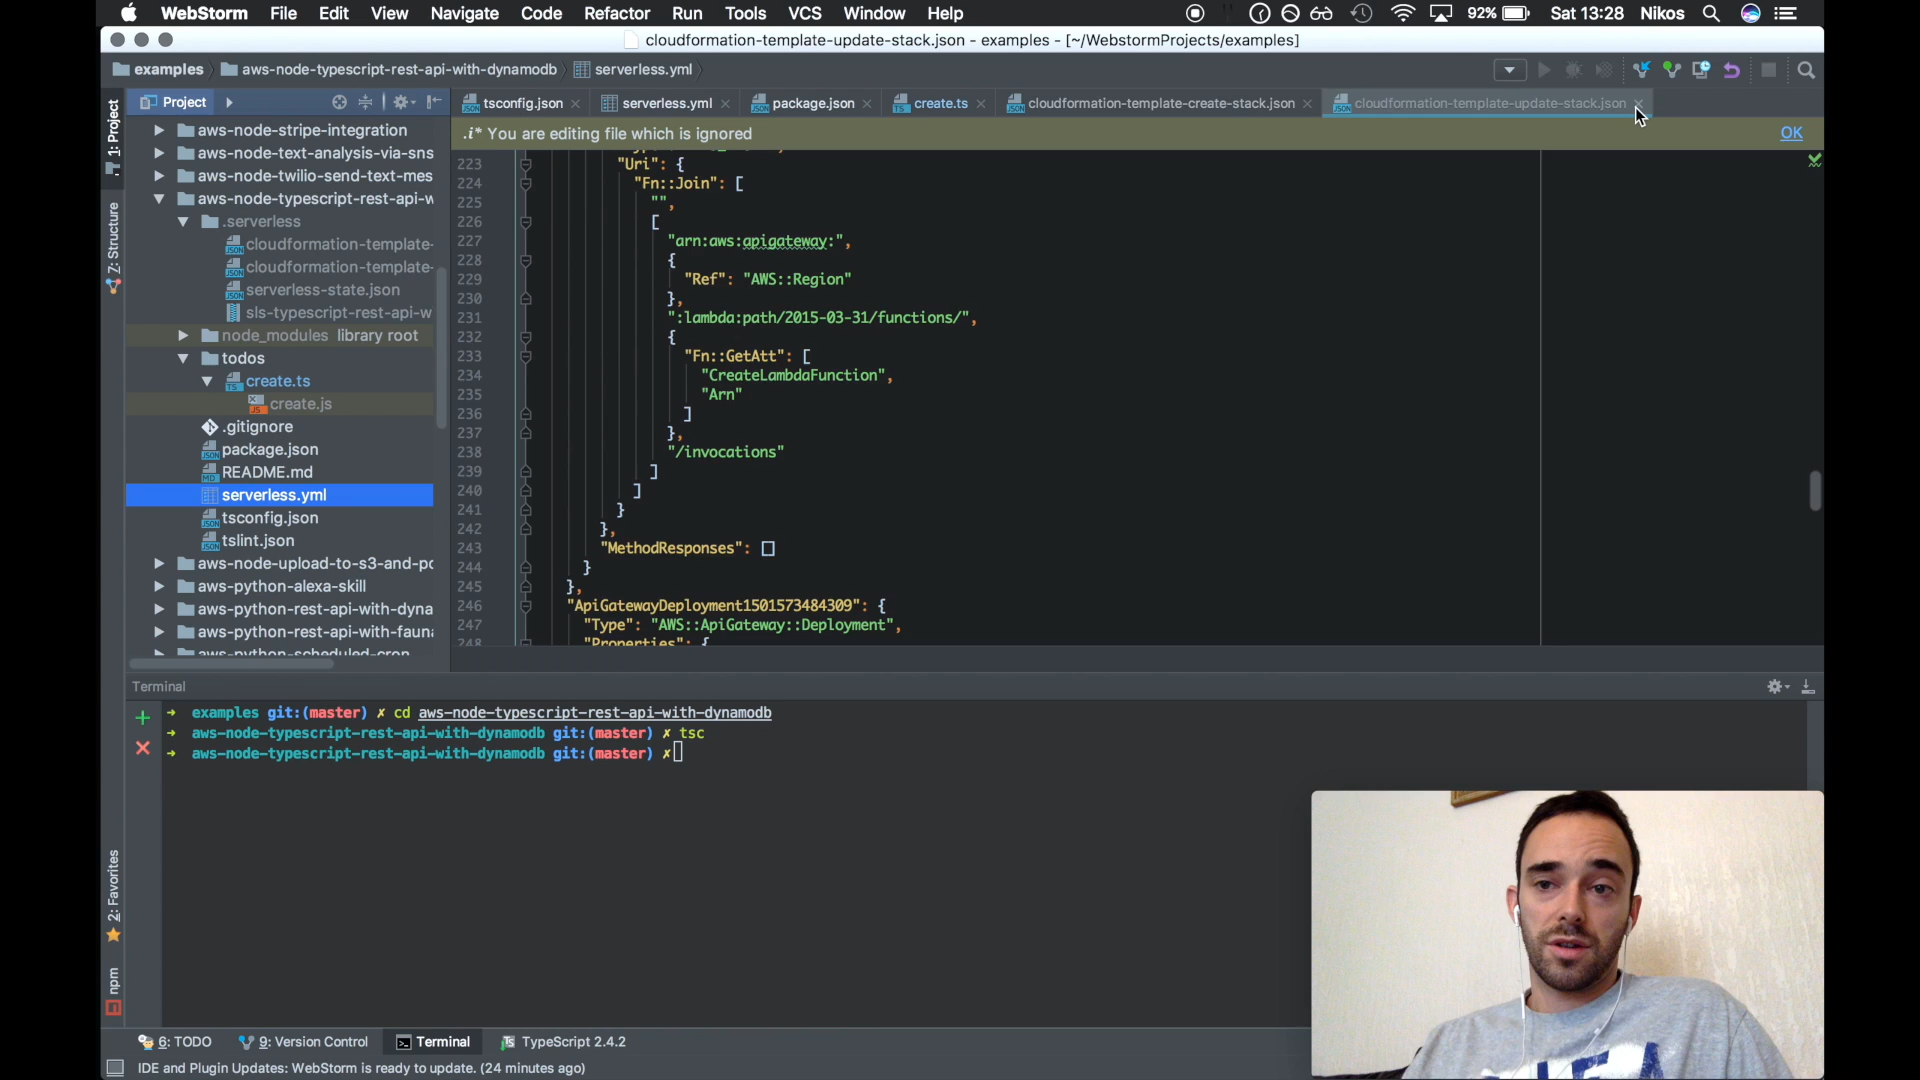 WebStorm File Edit View Navigate Code Refactor Run Tools VCS Window Help 92% Sat 13:28 Nikos
cloudformation-template-update-stack.json - examples - [~/WebstormProjects/examples]
examples aws-node-typescript-rest-api-with-dynamodb serverless.yml
Project
tsconfig.json serverless.yml package.json create.ts cloudformation-template-create-stack.json cloudformation-template-update-stack.json
.i* You are editing file which is ignored OK
1: Project
Z: Structure
2: Favorites
npm
aws-node-stripe-integration
aws-node-text-analysis-via-sns
aws-node-twilio-send-text-mes
aws-node-typescript-rest-api-w
.serverless
cloudformation-template-
cloudformation-template-
serverless-state.json
sls-typescript-rest-api-w
node_modules library root
todos
create.ts
create.js
.gitignore
package.json
README.md
serverless.yml
tsconfig.json
tslint.json
aws-node-upload-to-s3-and-po
aws-python-alexa-skill
aws-python-rest-api-with-dyna
aws-python-rest-api-with-fauna
aws-python-scheduled-cron
223 "Uri": {
224 "Fn::Join": [
225 "",
226 [
227 "arn:aws:apigateway:",
228 {
229 "Ref": "AWS::Region"
230 },
231 ":lambda:path/2015-03-31/functions/",
232 {
233 "Fn::GetAtt": [
234 "CreateLambdaFunction",
235 "Arn"
236 ]
237 },
238 "/invocations"
239 ]
240 ]
241 }
242 },
243 "MethodResponses": []
244 }
245 },
246 "ApiGatewayDeployment1501573484309": {
247 "Type": "AWS::ApiGateway::Deployment",
248 "Properties": {
Terminal
➜ examples git:(master) ✗ cd aws-node-typescript-rest-api-with-dynamodb
➜ aws-node-typescript-rest-api-with-dynamodb git:(master) ✗ tsc
➜ aws-node-typescript-rest-api-with-dynamodb git:(master) ✗
6: TODO 9: Version Control Terminal TypeScript 2.4.2
IDE and Plugin Updates: WebStorm is ready to update. (24 minutes ago)